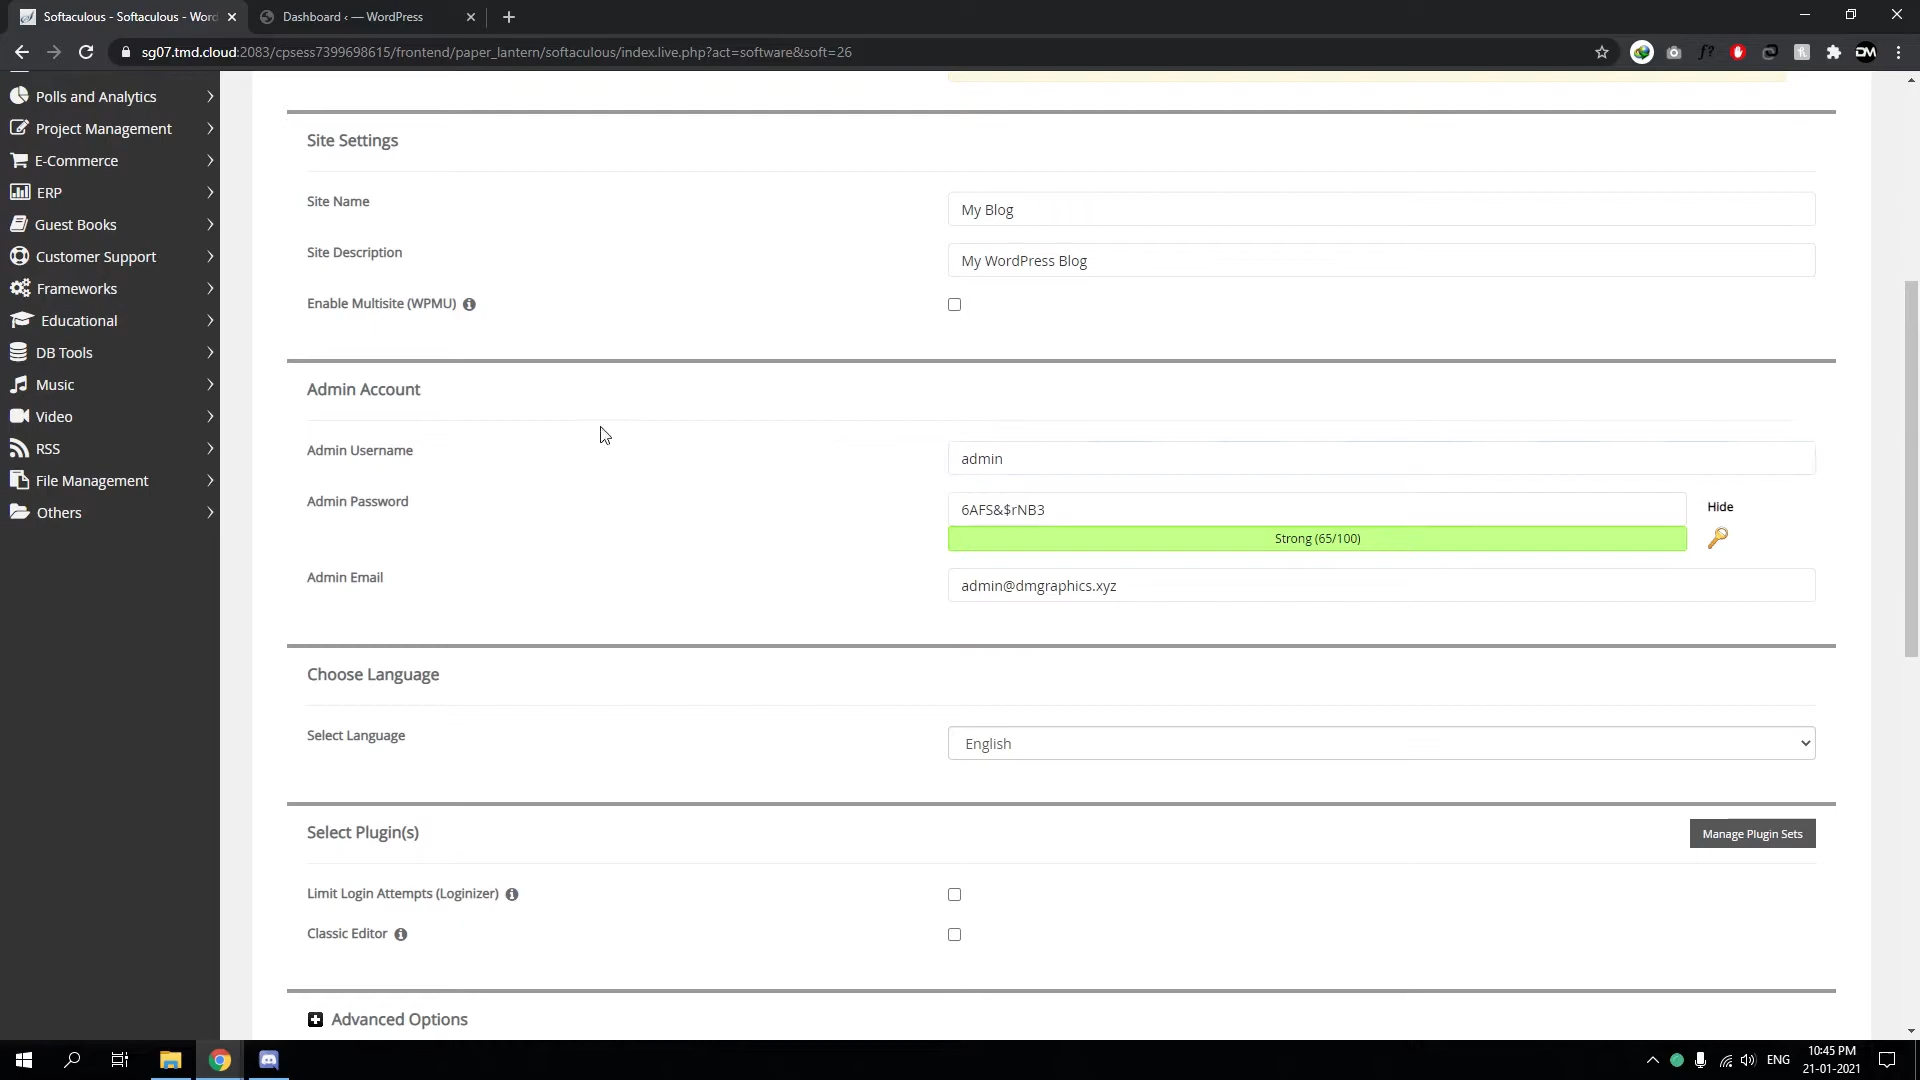 Softaculous - Softaculous - Word
Dashboard ‹ — WordPress
sg07.tmd.cloud:2083/cpsess7399698615/frontend/paper_lantern/softaculous/index.live.php?act=software&soft=26
f?
DM
Polls and Analytics
Project Management
E-Commerce
ERP
Guest Books
Customer Support
Frameworks
Educational
DB Tools
Music
Video
RSS
File Management
Others
Site Settings
Site Name
My Blog
Site Description
My WordPress Blog
Enable Multisite (WPMU)
Admin Account
Admin Username
admin
Admin Password
6AFS&$rNB3
Hide
Strong (65/100)
Admin Email
admin@dmgraphics.xyz
Choose Language
Select Language
English
Select Plugin(s)
Manage Plugin Sets
Limit Login Attempts (Loginizer)
Classic Editor
Advanced Options
ENG
10:45 PM
21-01-2021